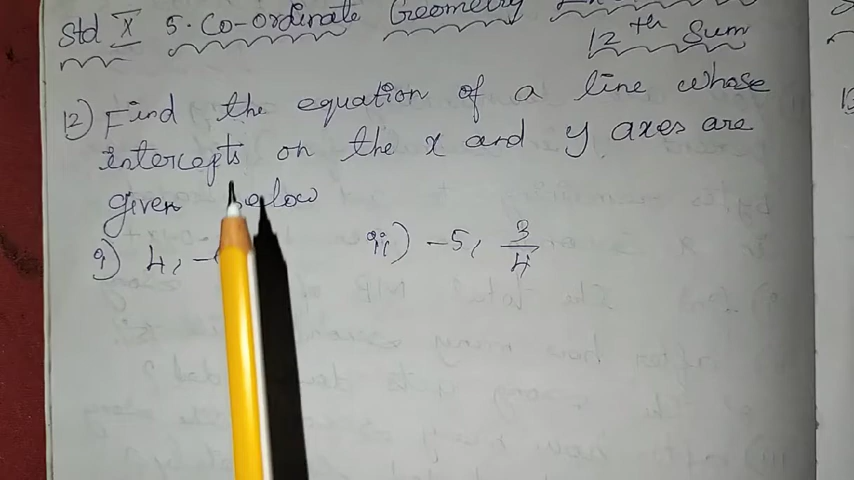 Std X 5. Co-ordinate Geometry
12th Sum
12) Find the equation of a line whose
intercepts on the x and y axes are
given below
i) 4, - ii) -5, 3/4